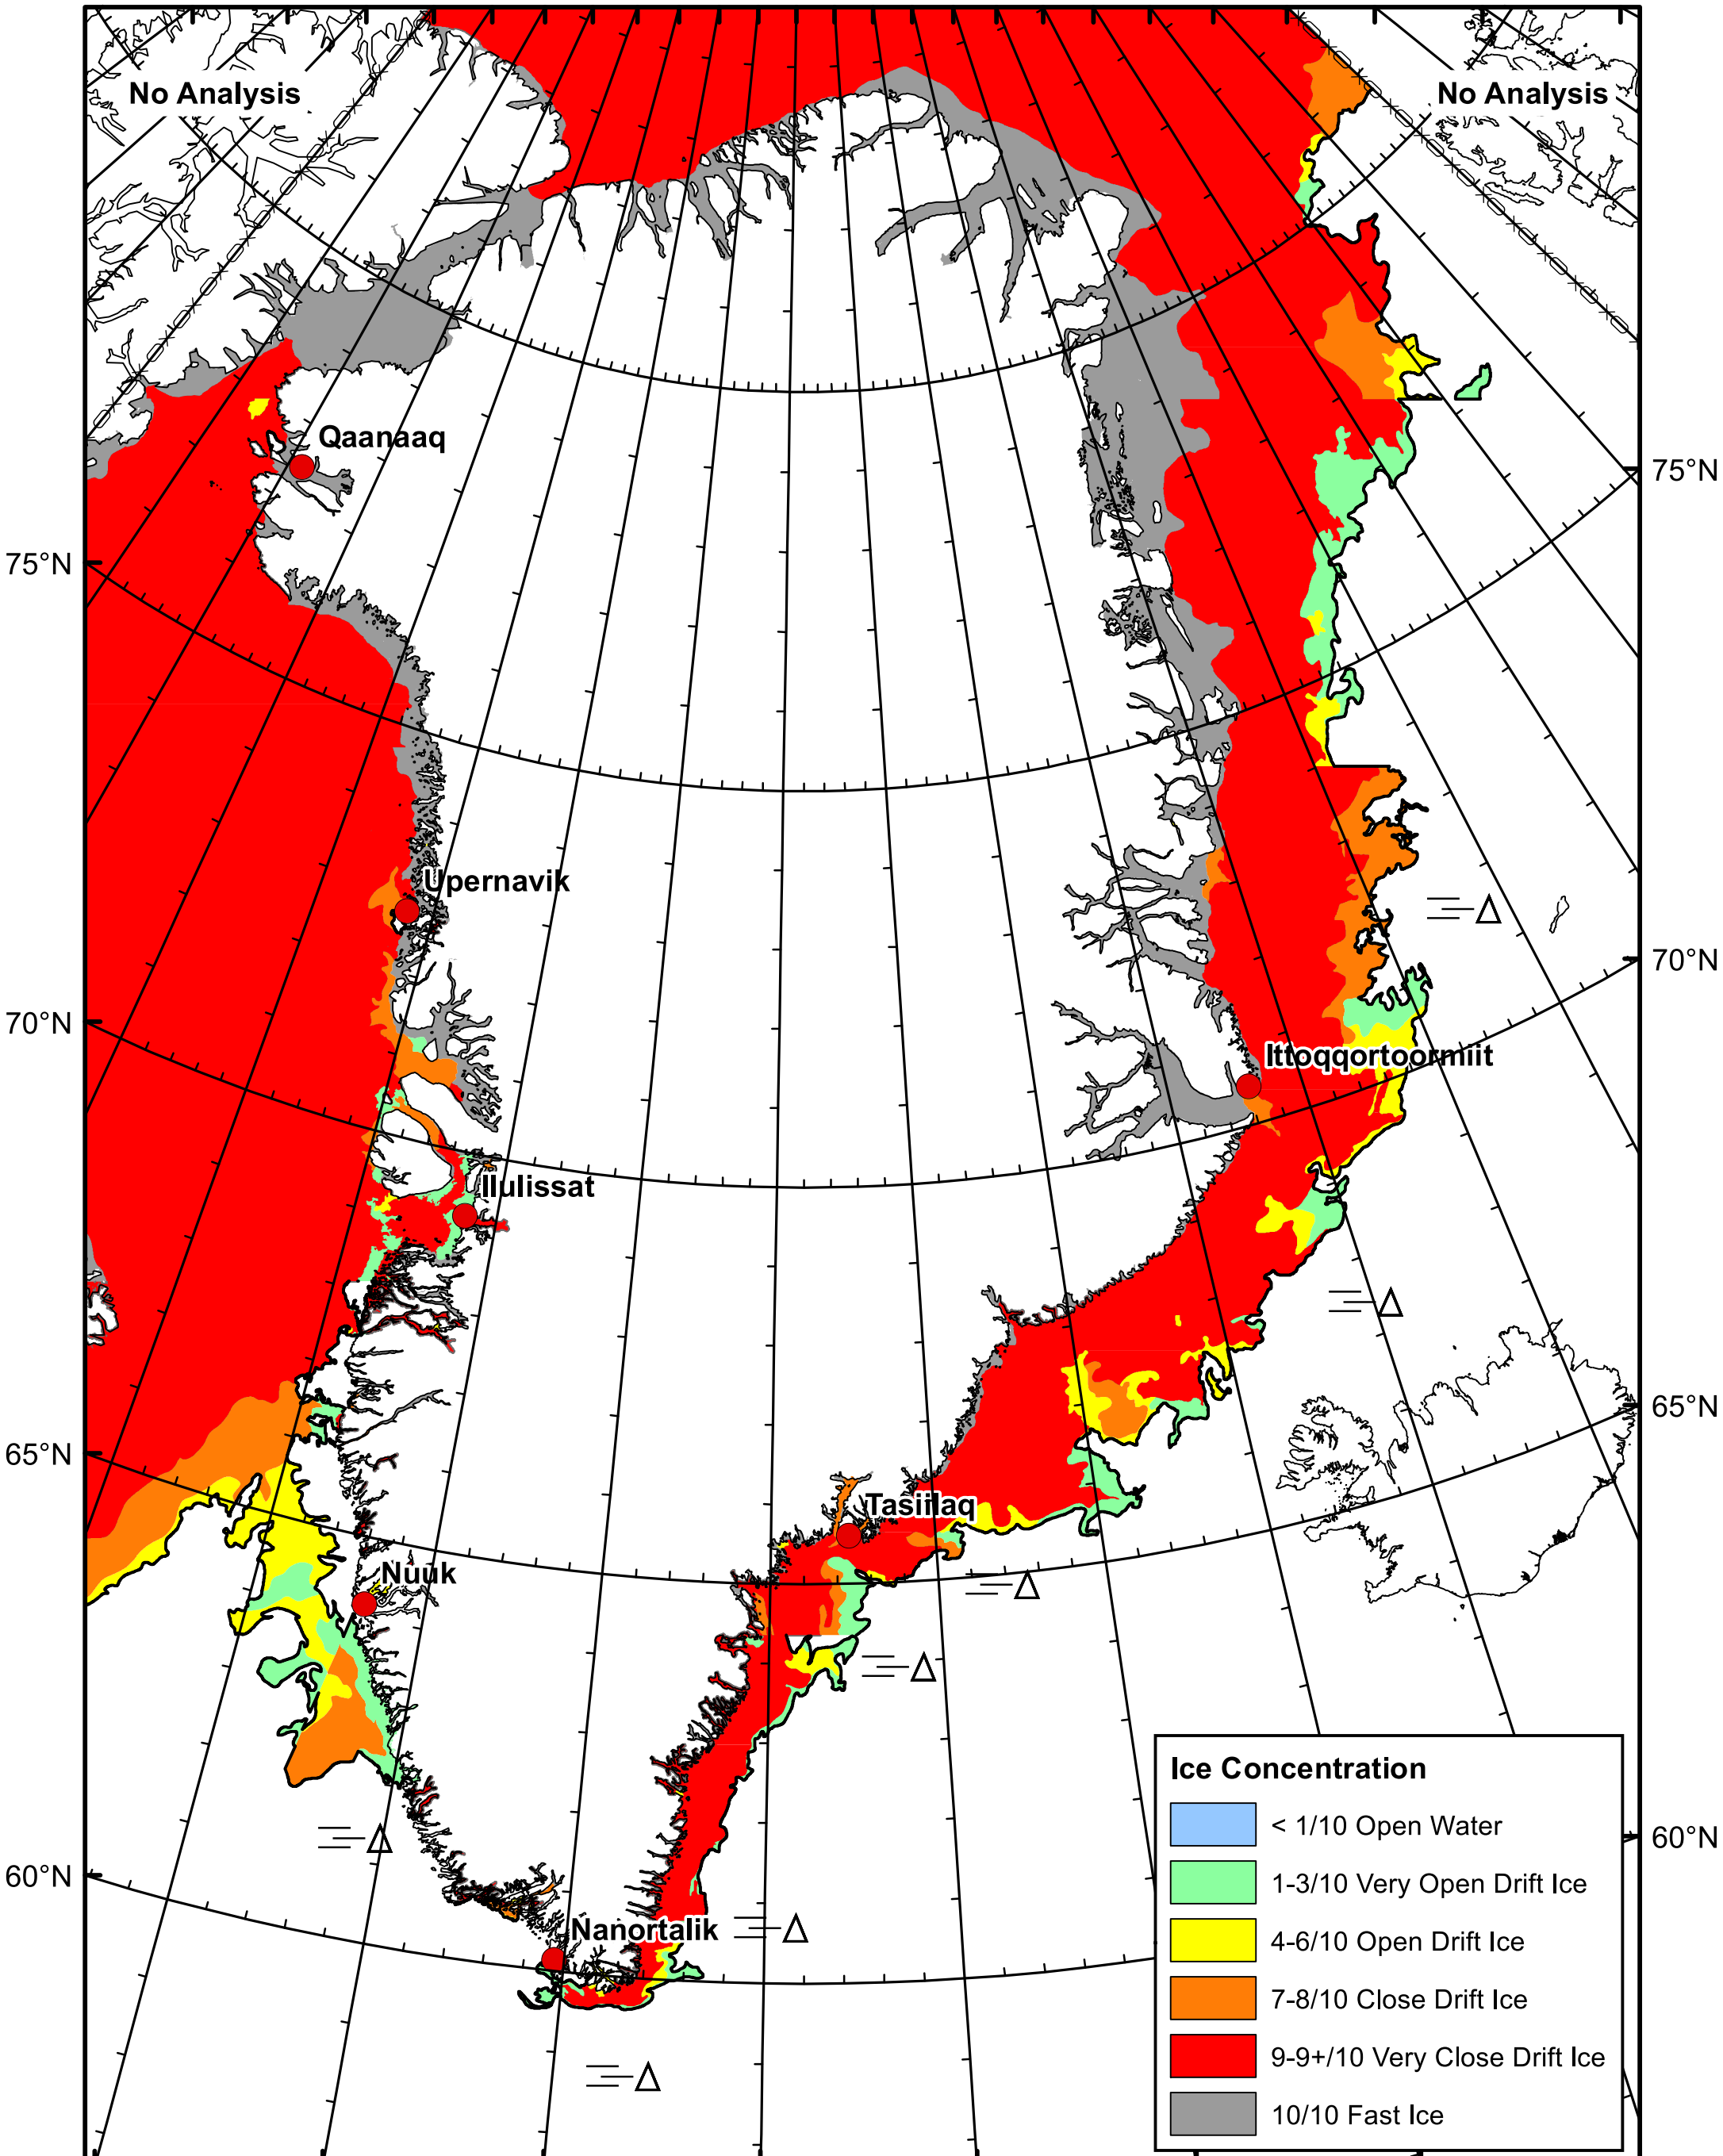 No Analysis
No Analysis
Qaanaaq
75°N
75°N
Upernavik
70°N
70°N
Ittoqqortoormiit
Ilulissat
65°N
65°N
Tasiilaq
Nuuk
60°N
60°N
Nanortalik
Ice Concentration
< 1/10 Open Water
1-3/10 Very Open Drift Ice
4-6/10 Open Drift Ice
7-8/10 Close Drift Ice
9-9+/10 Very Close Drift Ice
10/10 Fast Ice